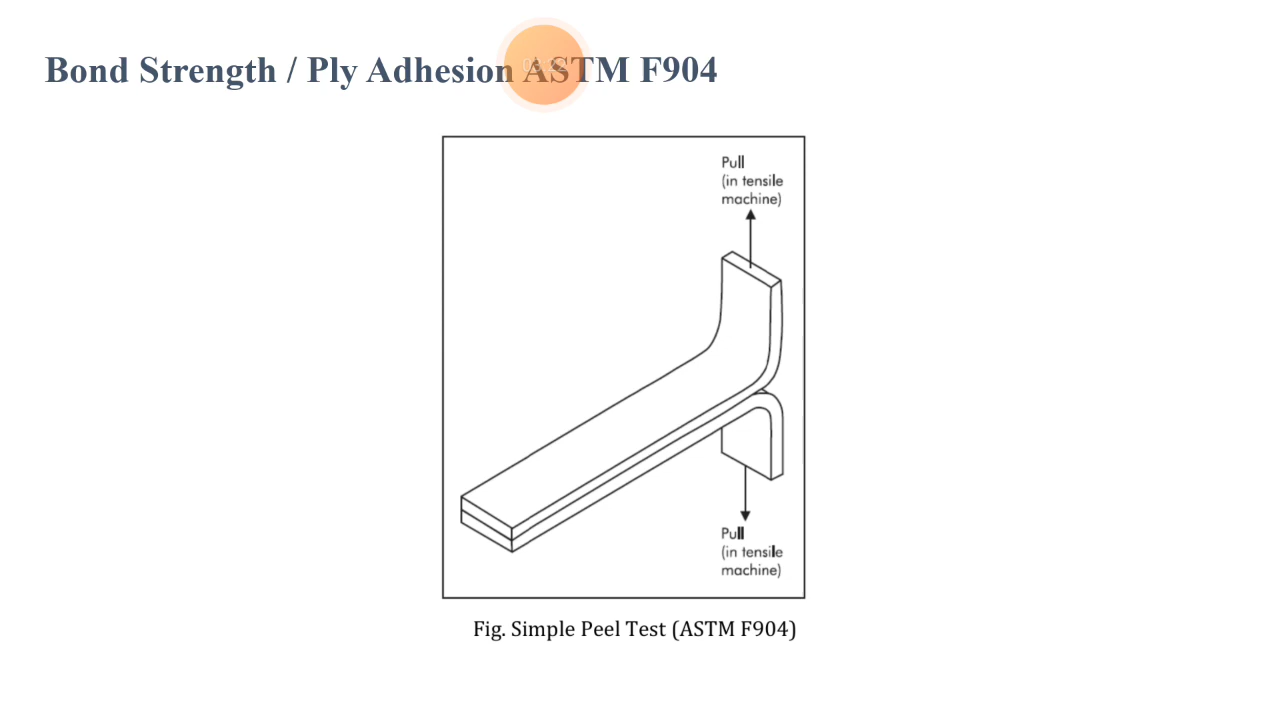 Bond Strength / Ply Adhesion ASTM F904
Pull
(in tensile
machine)
Pull
(in tensile
machine)
Fig. Simple Peel Test (ASTM F904)